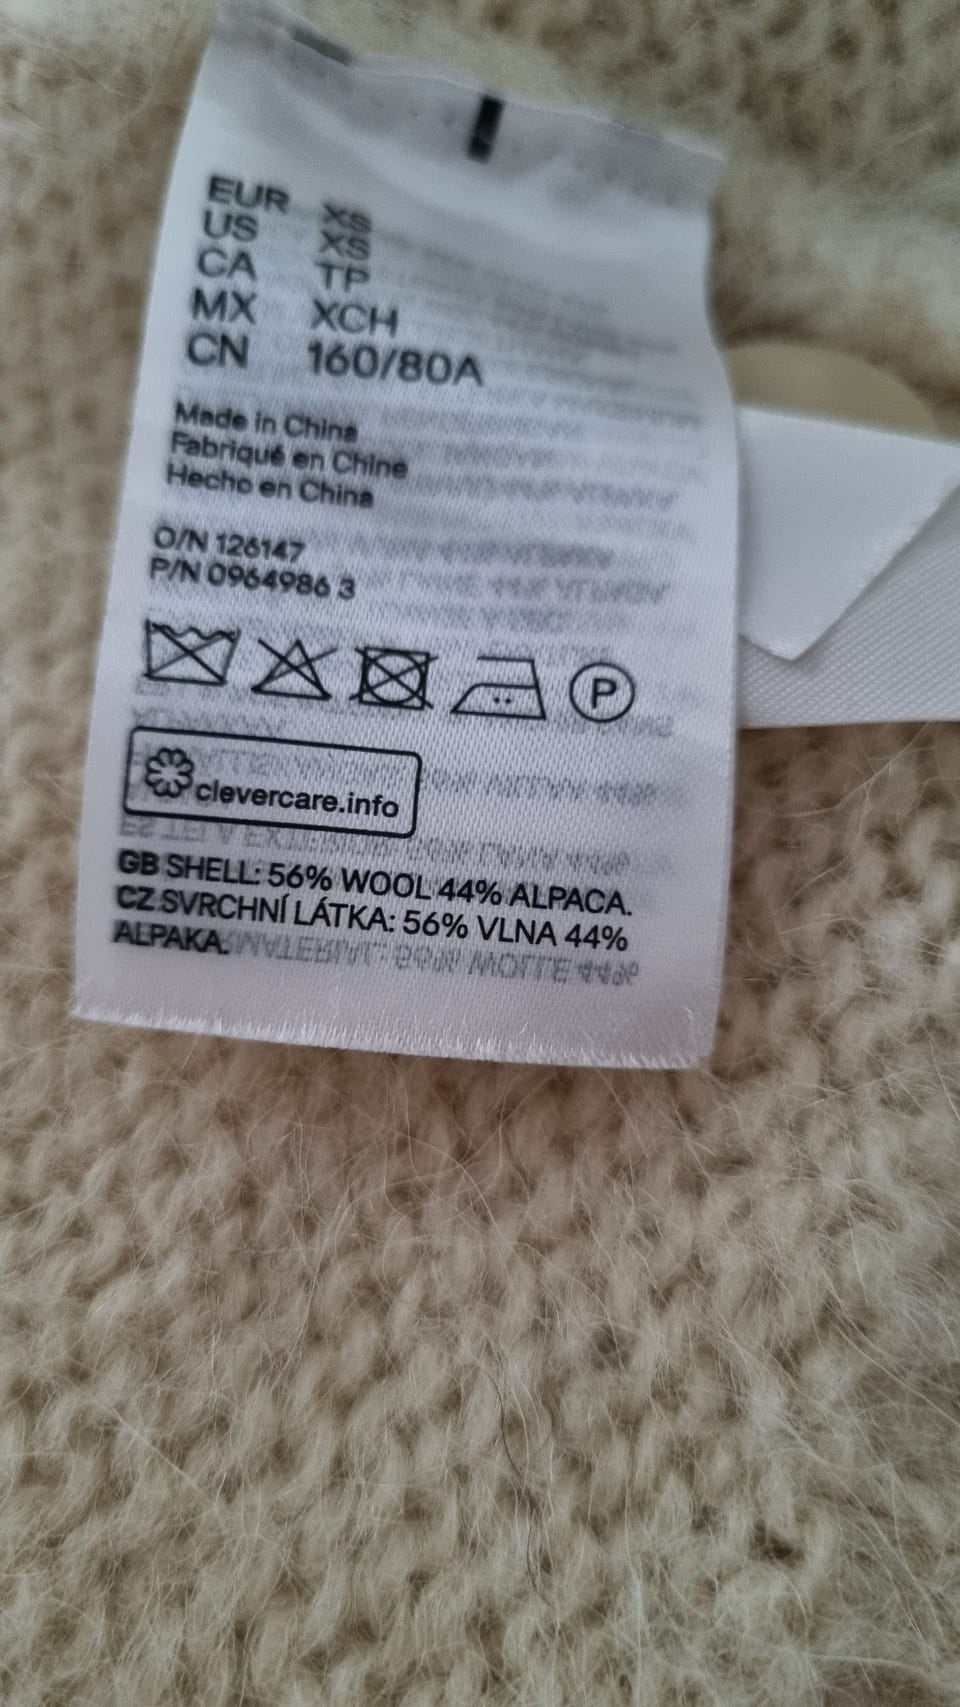 EUR XS
US XS
CA TP
MX XCH
CN 160/80A
Made in China
Fabriqué en Chine
Hecho en China
O/N 126147
P/N 0964986 3
P
clevercare.info
GB SHELL: 56% WOOL 44% ALPACA.
CZ SVRCHNÍ LÁTKA: 56% VLNA 44%
ALPAKA.